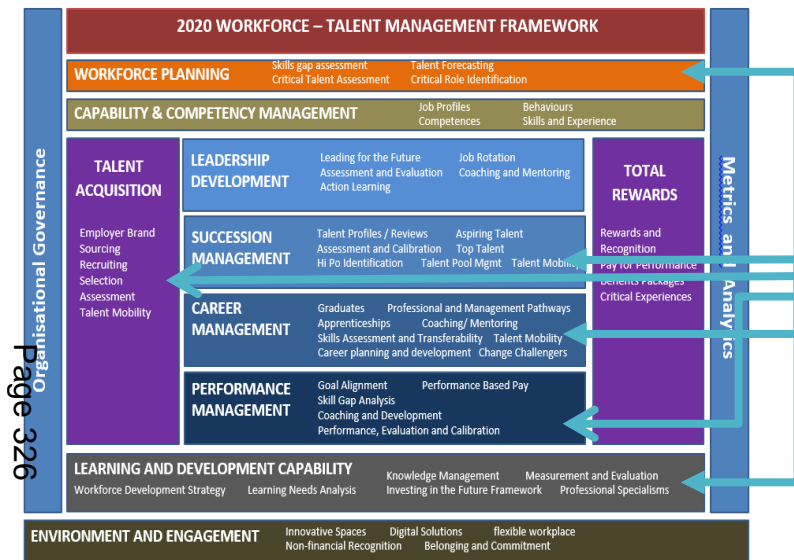 2020 WORKFORCE – TALENT MANAGEMENT FRAMEWORK
WORKFORCE PLANNING
Skills gap assessment Talent Forecasting
Critical Talent Assessment Critical Role Identification
CAPABILITY & COMPETENCY MANAGEMENT
Job Profiles Behaviours
Competences Skills and Experience
Organisational Governance
TALENT
ACQUISITION
Employer Brand
Sourcing
Recruiting
Selection
Assessment
Talent Mobility
LEADERSHIP
DEVELOPMENT
Leading for the Future Job Rotation
Assessment and Evaluation Coaching and Mentoring
Action Learning
SUCCESSION
MANAGEMENT
Talent Profiles / Reviews Aspiring Talent
Assessment and Calibration Top Talent
Hi Po Identification Talent Pool Mgmt Talent Mobility
CAREER
MANAGEMENT
Graduates Professional and Management Pathways
Apprenticeships Coaching/ Mentoring
Skills Assessment and Transferability Talent Mobility
Career planning and development Change Challengers
PERFORMANCE
MANAGEMENT
Goal Alignment Performance Based Pay
Skill Gap Analysis
Coaching and Development
Performance, Evaluation and Calibration
TOTAL
REWARDS
Rewards and
Recognition
Pay for Performance
Benefits Packages
Critical Experiences
Metrics and Analytics
Page 326
LEARNING AND DEVELOPMENT CAPABILITY
Knowledge Management Measurement and Evaluation
Workforce Development Strategy Learning Needs Analysis Investing in the Future Framework Professional Specialisms
ENVIRONMENT AND ENGAGEMENT
Innovative Spaces Digital Solutions flexible workplace
Non-financial Recognition Belonging and Commitment